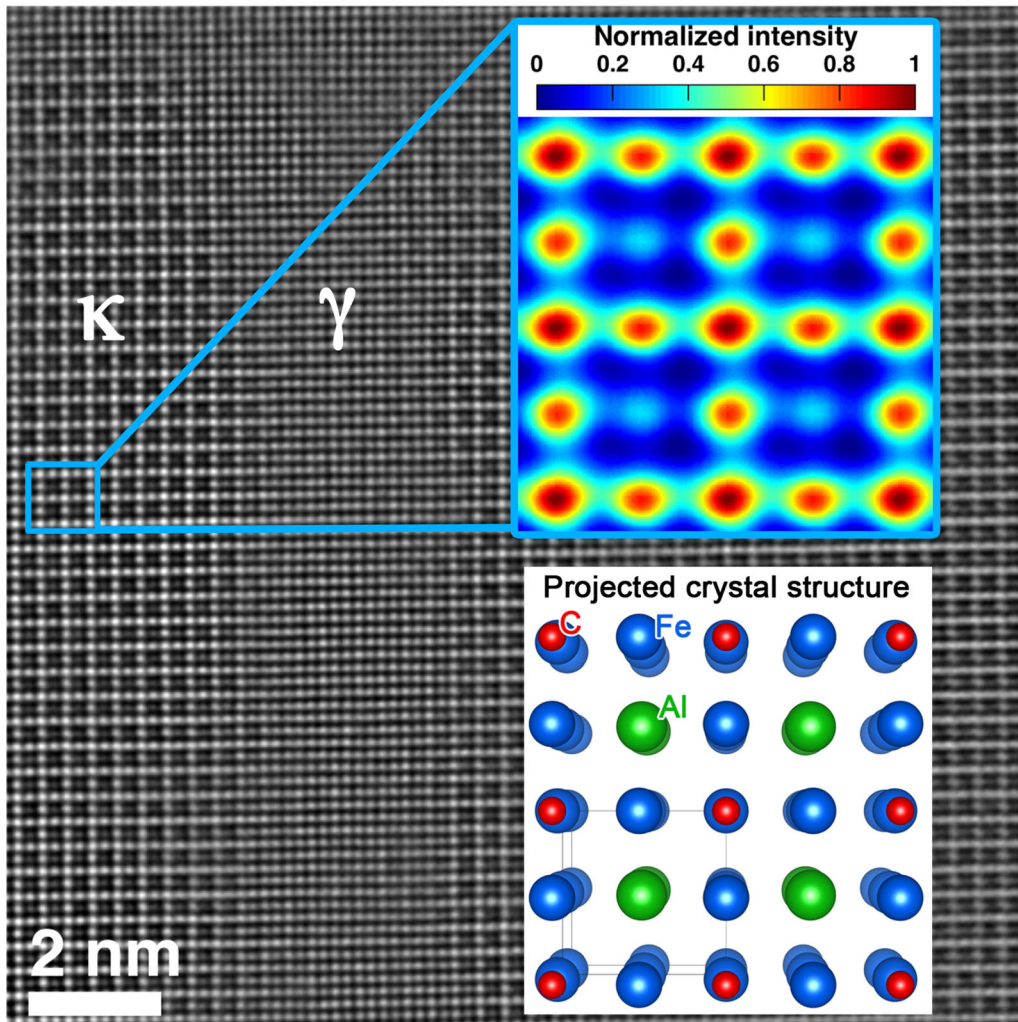 Normalized intensity
0 0.2 0.4 0.6 0.8 1
κ
γ
Projected crystal structure
C
Fe
Al
2 nm